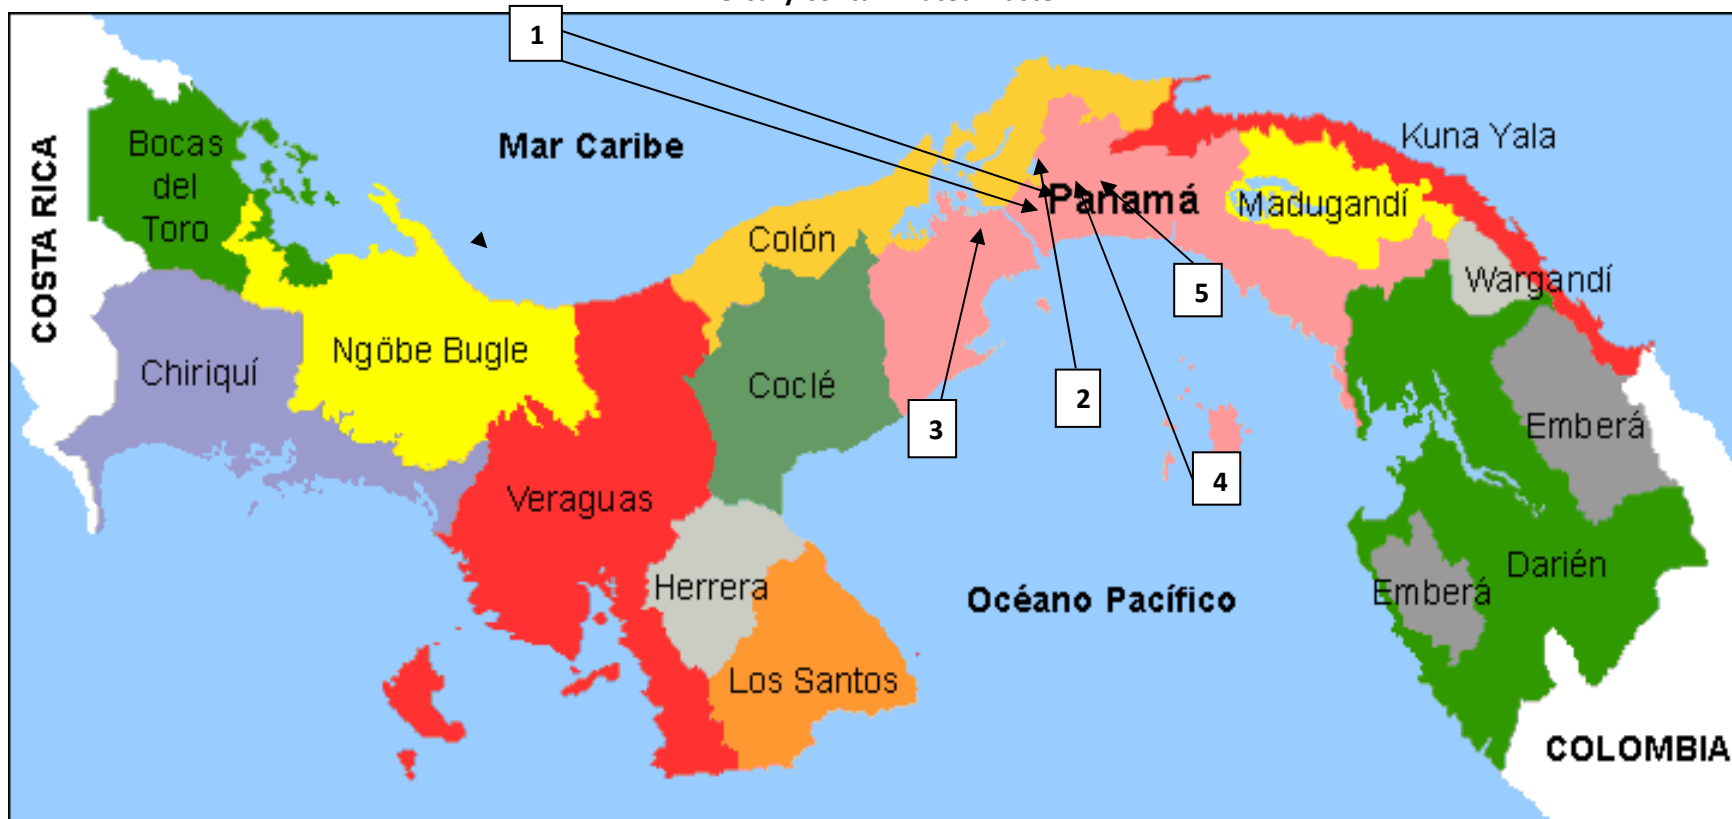 1
Mar Caribe
Bocas
del
Toro
COSTA RICA
Kuna Yala
Panamá
Madugandí
Colón
Wargandí
5
Ngöbe Bugle
Chiriquí
Coclé
2
3
Emberá
4
Veraguas
Darién
Herrera
Emberá
Océano Pacífico
Los Santos
COLOMBIA